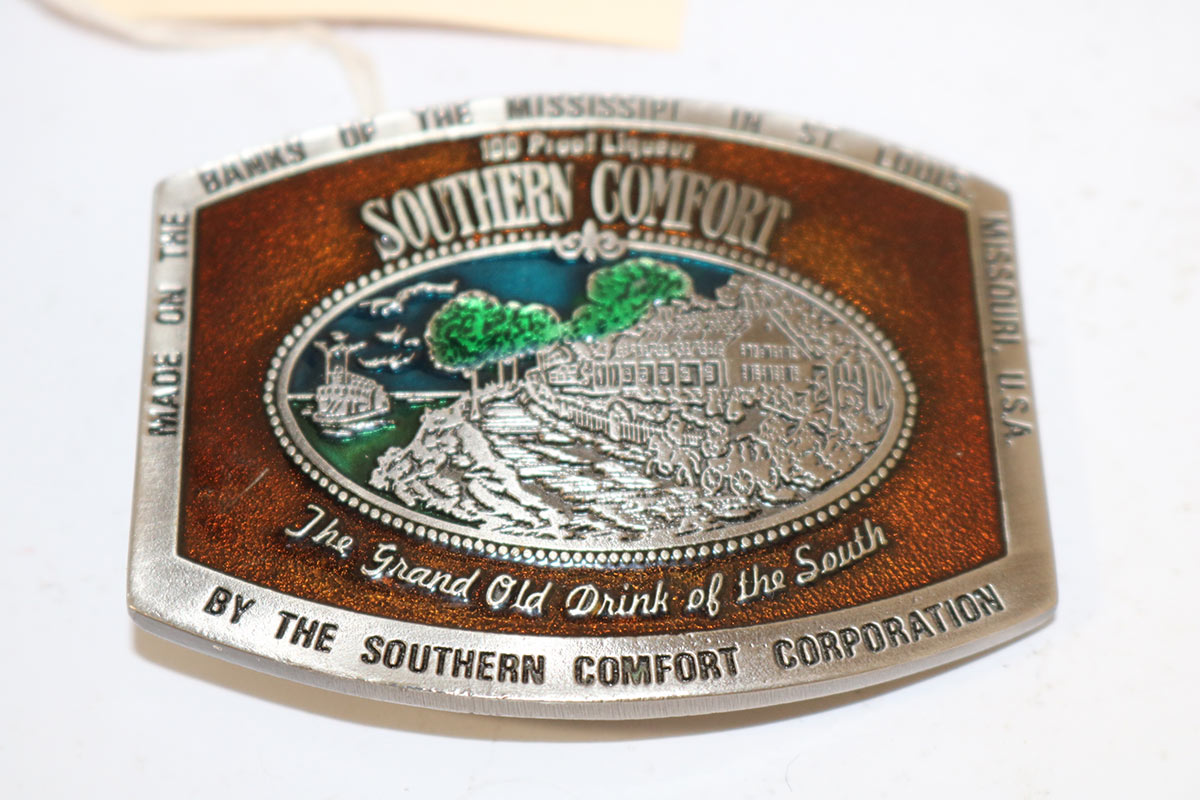 MADE ON THE
BANKS OF THE MISSISSIPI IN ST. LOUIS,
MISSOURI, U.S.A.
100 Proof Liqueur
SOUTHERN COMFORT
The Grand Old Drink of the South
BY THE SOUTHERN COMFORT CORPORATION